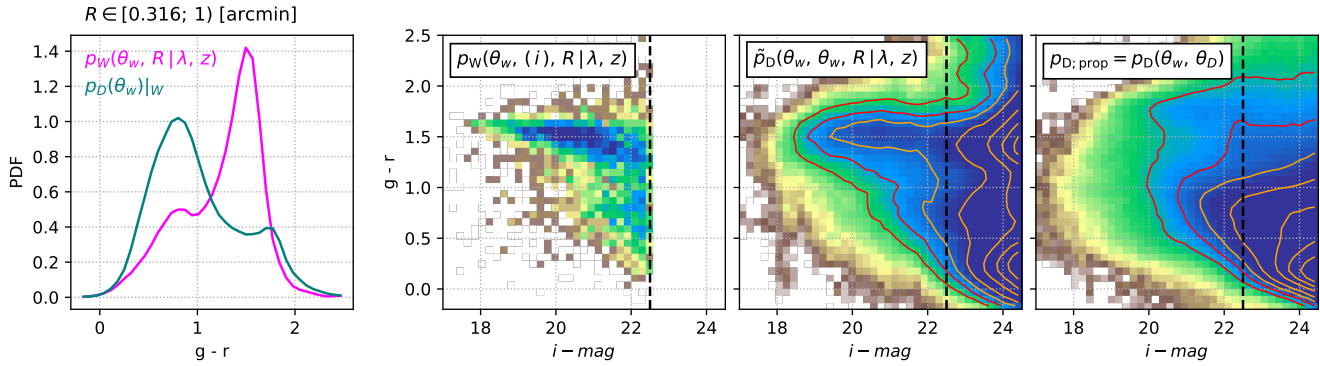 R ∈ [0.316; 1) [arcmin]
p_W(θ_w, R | λ, z)
p_D(θ_w)|_W
PDF
1.4
1.2
1.0
0.8
0.6
0.4
0.2
0.0
0 1 2
g - r
p_W(θ_w, (i), R | λ, z)
g - r
2.5
2.0
1.5
1.0
0.5
0.0
18 20 22 24
i − mag
p̃_D(θ_w, θ_w, R | λ, z)
18 20 22 24
i − mag
p_D; prop = p_D(θ_w, θ_D)
18 20 22 24
i − mag